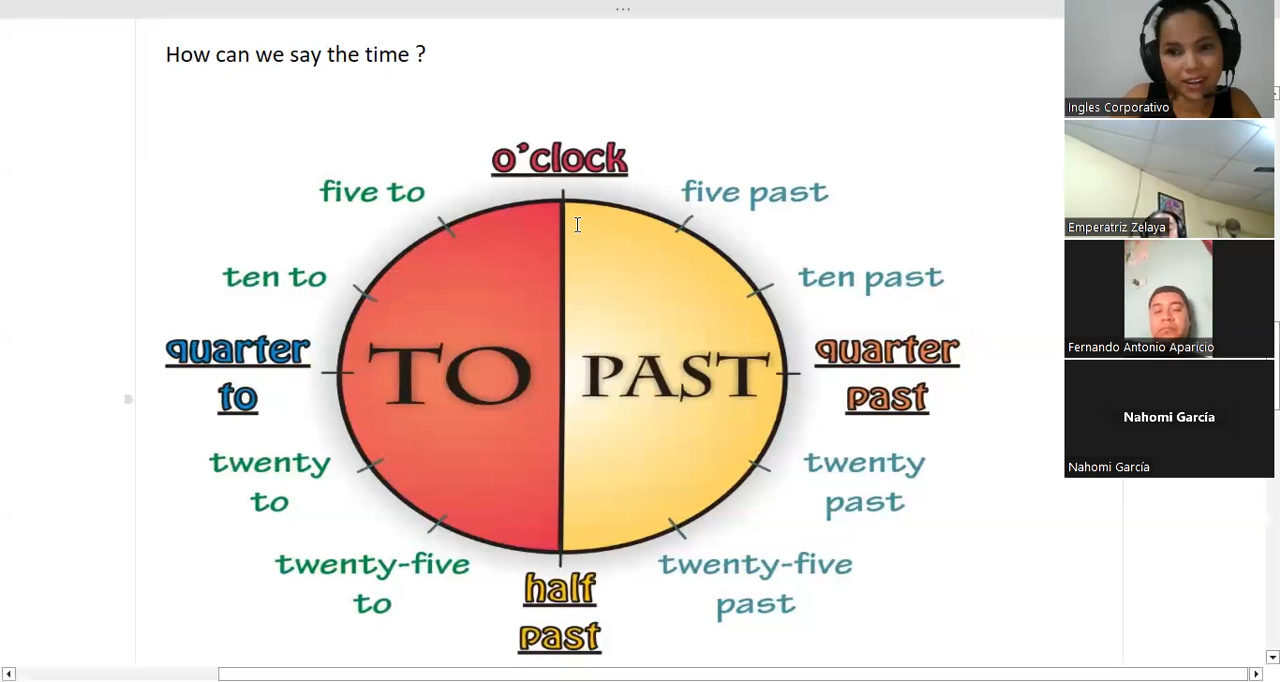 How can we say the time ?
o'clock
five to
five past
ten to
ten past
quarter
to
quarter
past
TO
PAST
twenty
to
twenty
past
twenty-five
to
twenty-five
past
half
past
Ingles Corporativo
Emperatriz Zelaya
Fernando Antonio Aparicio
Nahomi García
Nahomi García